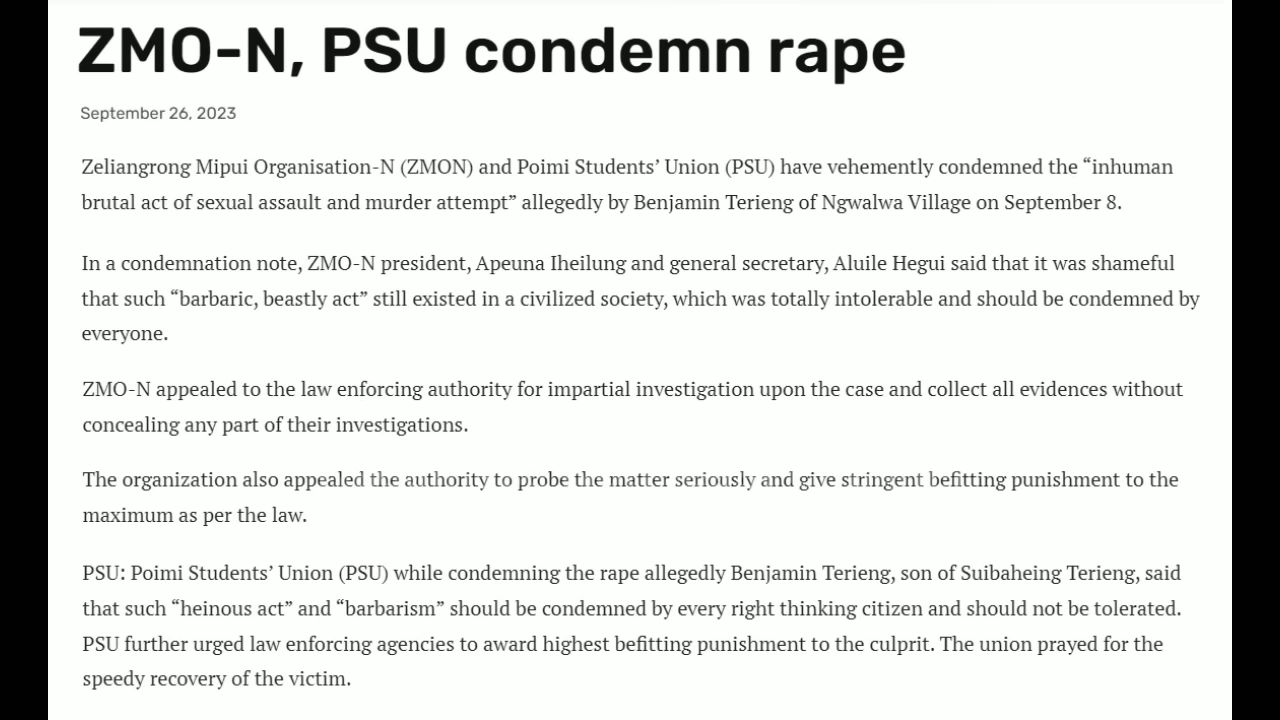 ZMO-N, PSU condemn rape
September 26, 2023
Zeliangrong Mipui Organisation-N (ZMON) and Poimi Students’ Union (PSU) have vehemently condemned the “inhuman
brutal act of sexual assault and murder attempt” allegedly by Benjamin Terieng of Ngwalwa Village on September 8.
In a condemnation note, ZMO-N president, Apeuna Iheilung and general secretary, Aluile Hegui said that it was shameful
that such “barbaric, beastly act” still existed in a civilized society, which was totally intolerable and should be condemned by
everyone.
ZMO-N appealed to the law enforcing authority for impartial investigation upon the case and collect all evidences without
concealing any part of their investigations.
The organization also appealed the authority to probe the matter seriously and give stringent befitting punishment to the
maximum as per the law.
PSU: Poimi Students’ Union (PSU) while condemning the rape allegedly Benjamin Terieng, son of Suibaheing Terieng, said
that such “heinous act” and “barbarism” should be condemned by every right thinking citizen and should not be tolerated.
PSU further urged law enforcing agencies to award highest befitting punishment to the culprit. The union prayed for the
speedy recovery of the victim.